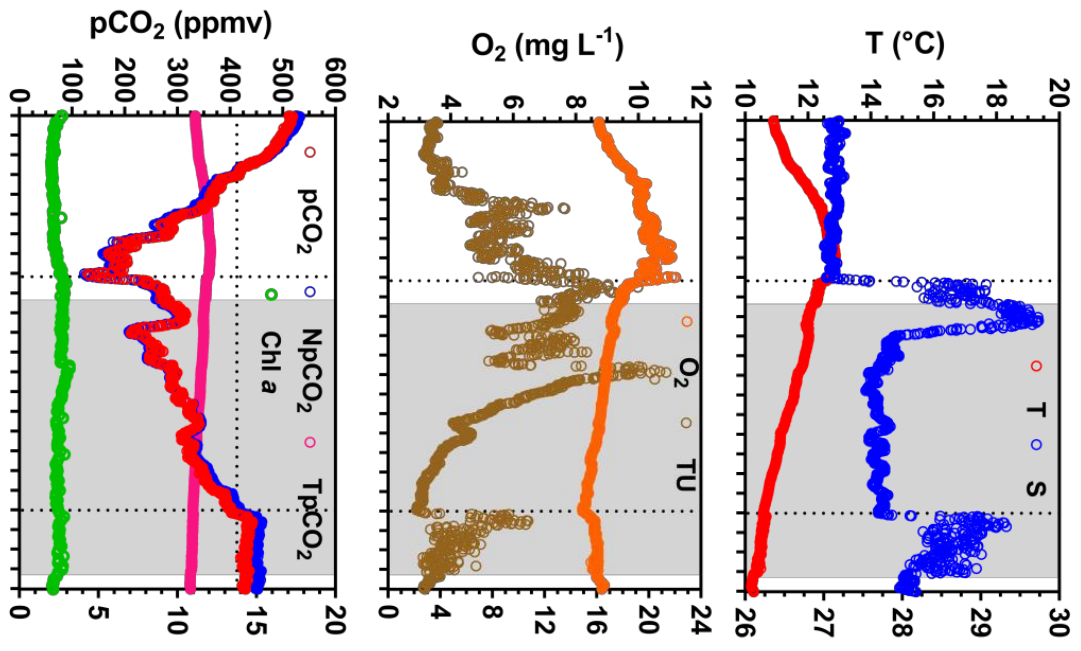 pCO₂ (ppmv)
0 100 200 300 400 500 600
pCO₂ NpCO₂ TpCO₂
Chl a
0 5 10 15 20
O₂ (mg L⁻¹)
2 4 6 8 10 12
O₂ TU
0 4 8 12 16 20 24
T (°C)
10 12 14 16 18 20
T S
26 27 28 29 30